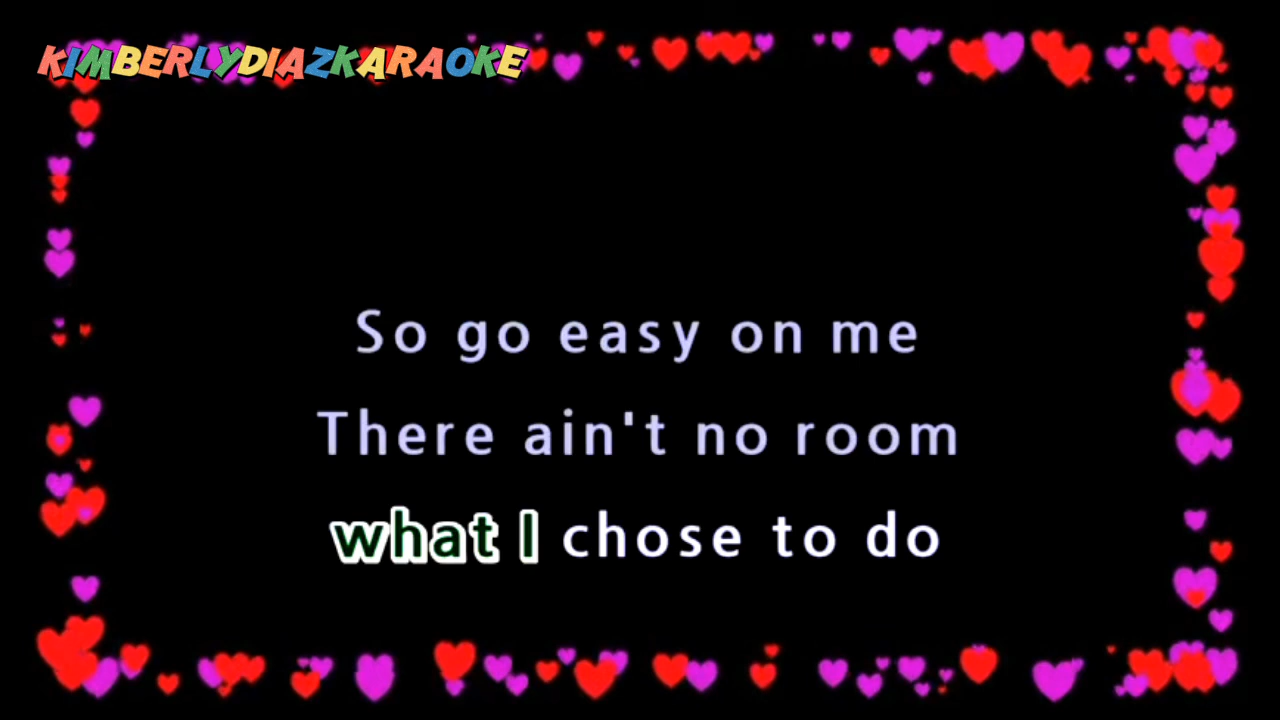 KIMBERLYDIAZKARAOKE
So go easy on me
There ain't no room
what I chose to do